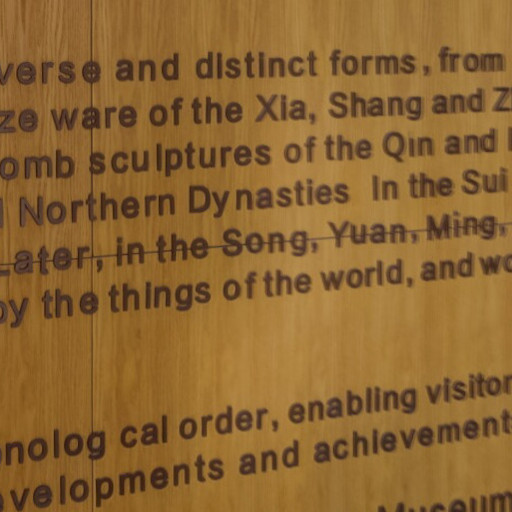 verse and distinct forms, from
ze ware of the Xia, Shang and
omb sculptures of the Qin and
Northern Dynasties In the Sui
Later, in the Song, Yuan, Ming,
by the things of the world, and wo
nolog cal order, enabling visitor
velopments and achievement
Museum